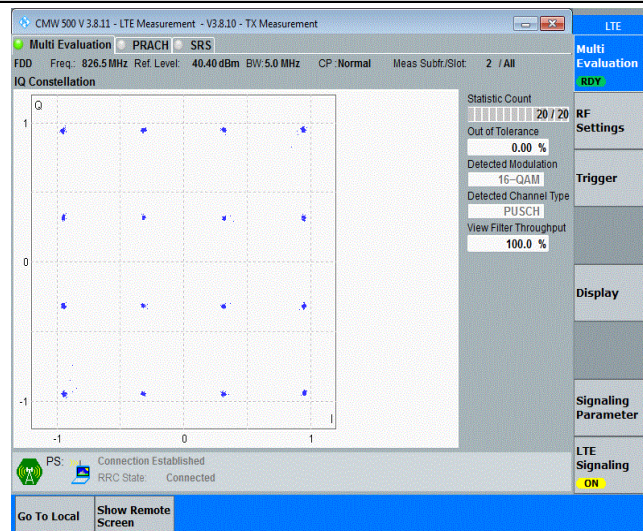 CMW 500 V 3.8.11 - LTE Measurement - V3.8.10 - TX Measurement
LTE
Multi Evaluation PRACH SRS
Multi
Evaluation
RDY
FDD Freq.: 826.5 MHz Ref. Level: 40.40 dBm BW: 5.0 MHz CP : Normal Meas Subfr./Slot: 2 / All
IQ Constellation
Q
1
0
-1
-1 0 1
I
Statistic Count
20 / 20
Out of Tolerance
0.00 %
Detected Modulation
16-QAM
Detected Channel Type
PUSCH
View Filter Throughput
100.0 %
RF
Settings
Trigger
Display
Signaling
Parameter
LTE
Signaling
ON
PS: Connection Established
RRC State: Connected
Go To Local
Show Remote
Screen